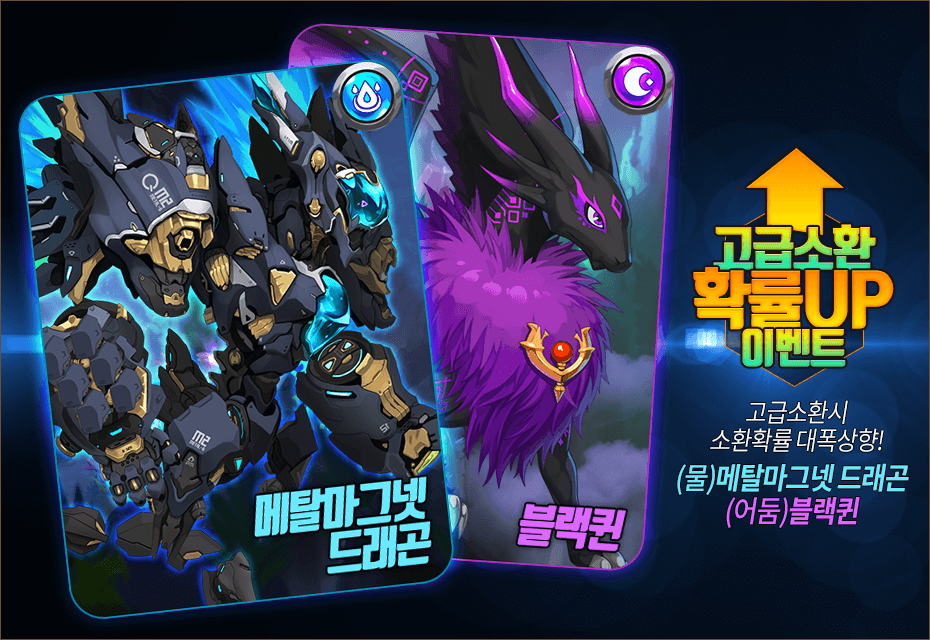 M2
메탈마그넷
드래곤
M2
블랙퀸
고급소환
확률UP
이벤트
고급소환시
소환확률 대폭상향!
(물)메탈마그넷 드래곤
(어둠)블랙퀸